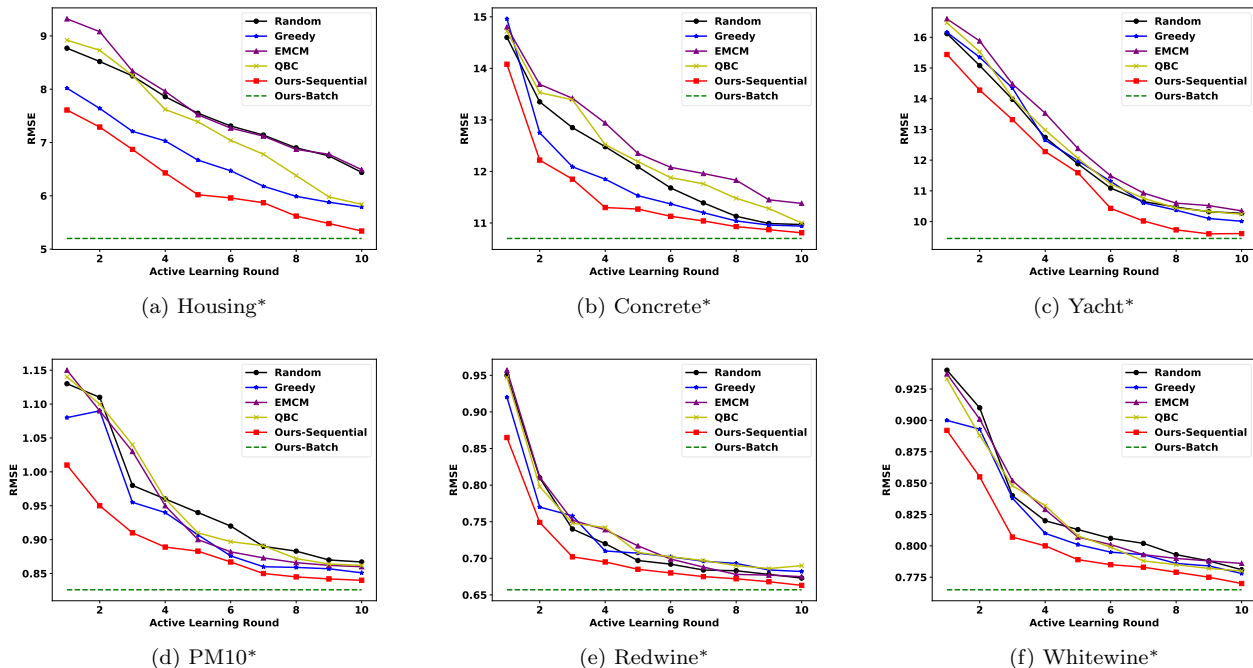 9
8
7
6
5
RMSE
2
4
6
8
10
Active Learning Round
Random
Greedy
EMCM
QBC
Ours-Sequential
Ours-Batch
(a) Housing*
15
14
13
12
11
RMSE
2
4
6
8
10
Active Learning Round
Random
Greedy
EMCM
QBC
Ours-Sequential
Ours-Batch
(b) Concrete*
16
15
14
13
12
11
10
RMSE
2
4
6
8
10
Active Learning Round
Random
Greedy
EMCM
QBC
Ours-Sequential
Ours-Batch
(c) Yacht*
1.15
1.10
1.05
1.00
0.95
0.90
0.85
RMSE
2
4
6
8
10
Active Learning Round
Random
Greedy
EMCM
QBC
Ours-Sequential
Ours-Batch
(d) PM10*
0.95
0.90
0.85
0.80
0.75
0.70
0.65
RMSE
2
4
6
8
10
Active Learning Round
Random
Greedy
EMCM
QBC
Ours-Sequential
Ours-Batch
(e) Redwine*
0.925
0.900
0.875
0.850
0.825
0.800
0.775
RMSE
2
4
6
8
10
Active Learning Round
Random
Greedy
EMCM
QBC
Ours-Sequential
Ours-Batch
(f) Whitewine*